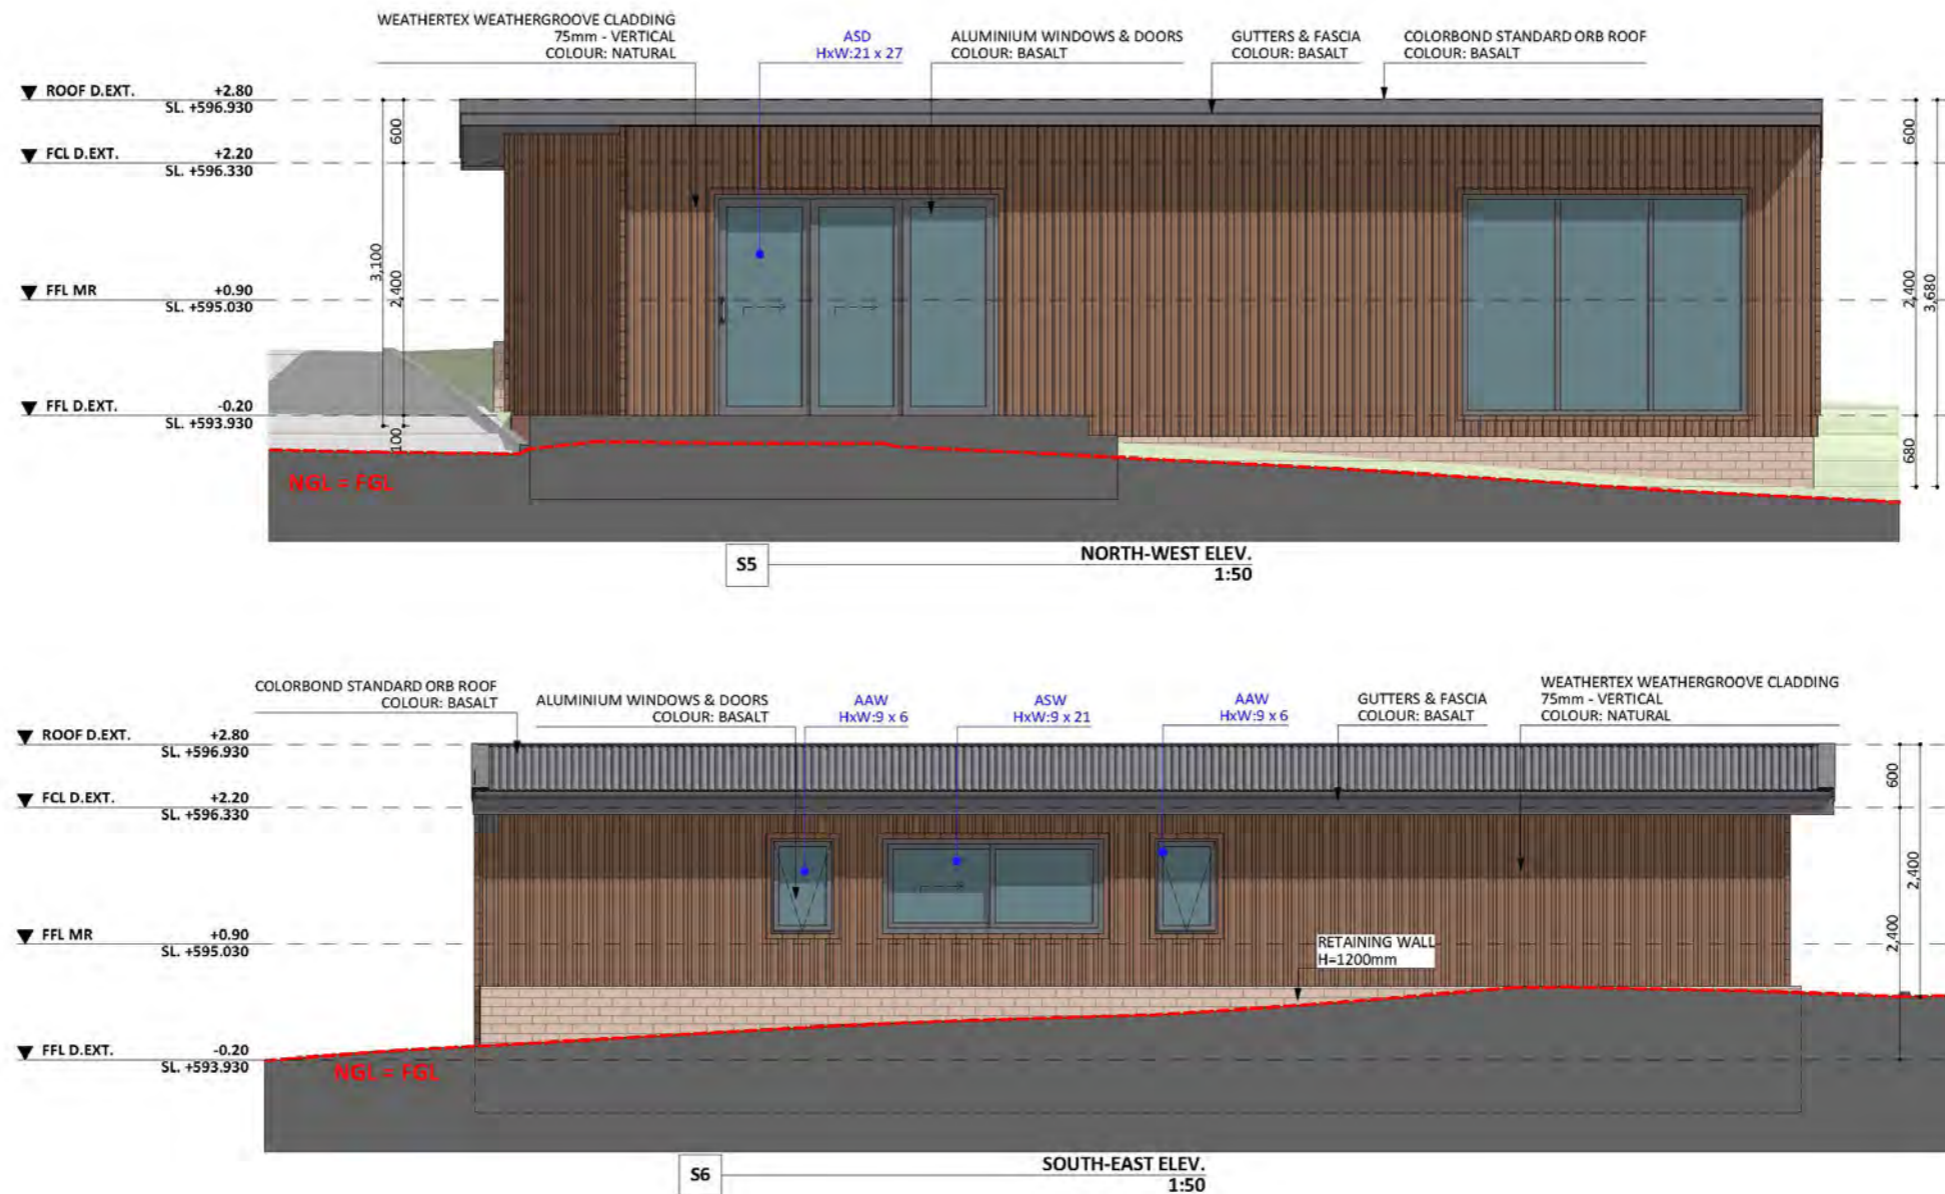 WEATHERTEX WEATHERGROOVE CLADDING
75mm - VERTICAL
COLOUR: NATURAL
ASD
HxW:21 x 27
ALUMINIUM WINDOWS & DOORS
COLOUR: BASALT
GUTTERS & FASCIA
COLOUR: BASALT
COLORBOND STANDARD ORB ROOF
COLOUR: BASALT
ROOF D.EXT. +2.80
SL. +596.930
FCL D.EXT. +2.20
SL. +596.330
FFL MR +0.90
SL. +595.030
FFL D.EXT. -0.20
SL. +593.930
600
3,100
2,400
100
600
2,400
3,680
680
NGL = FGL
S5
NORTH-WEST ELEV.
1:50
COLORBOND STANDARD ORB ROOF
COLOUR: BASALT
ALUMINIUM WINDOWS & DOORS
COLOUR: BASALT
AAW
HxW:9 x 6
ASW
HxW:9 x 21
AAW
HxW:9 x 6
GUTTERS & FASCIA
COLOUR: BASALT
WEATHERTEX WEATHERGROOVE CLADDING
75mm - VERTICAL
COLOUR: NATURAL
ROOF D.EXT. +2.80
SL. +596.930
FCL D.EXT. +2.20
SL. +596.330
FFL MR +0.90
SL. +595.030
FFL D.EXT. -0.20
SL. +593.930
600
2,400
2,400
RETAINING WALL
H=1200mm
NGL = FGL
S6
SOUTH-EAST ELEV.
1:50